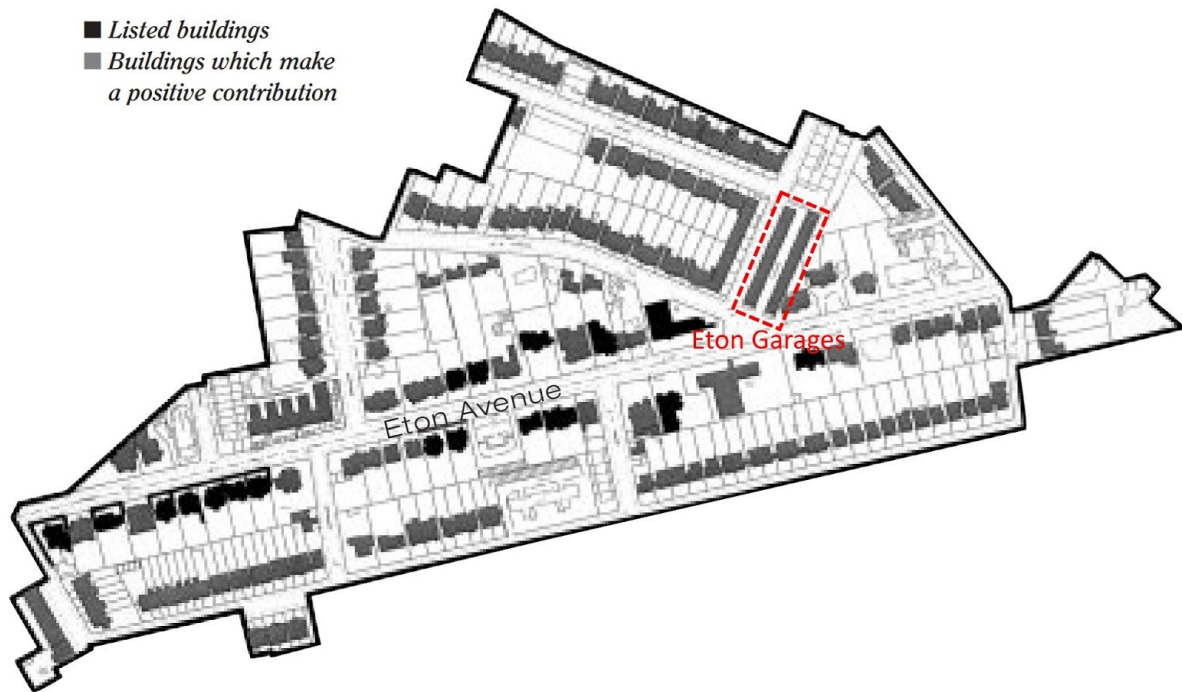 Listed buildings
Buildings which make
a positive contribution
Eton Garages
Eton Avenue